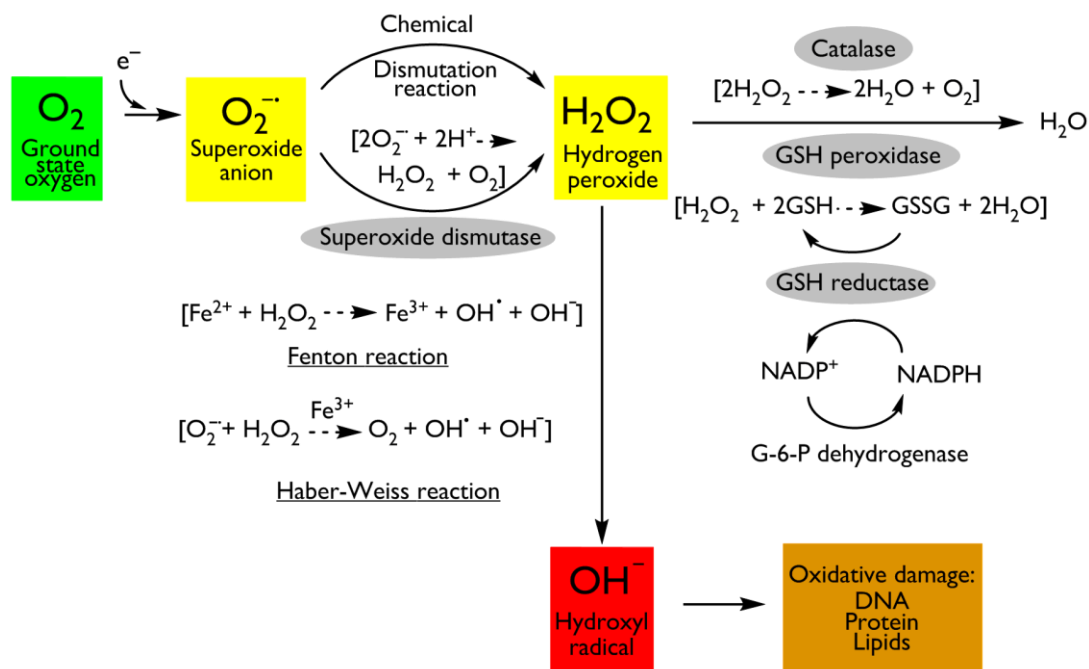 e⁻
O₂
Ground
state
oxygen
O₂⁻·
Superoxide
anion
Chemical
Dismutation
reaction
[2O₂⁻· + 2H⁺
H₂O₂ + O₂]
Superoxide dismutase
H₂O₂
Hydrogen
peroxide
Catalase
[2H₂O₂ 2H₂O + O₂]
H₂O
GSH peroxidase
[H₂O₂ + 2GSH GSSG + 2H₂O]
GSH reductase
NADP⁺ NADPH
G-6-P dehydrogenase
[Fe²⁺ + H₂O₂ Fe³⁺ + OH· + OH⁻]
Fenton reaction
Fe³⁺
[O₂⁻· + H₂O₂ O₂ + OH· + OH⁻]
Haber-Weiss reaction
OH⁻
Hydroxyl
radical
Oxidative damage:
DNA
Protein
Lipids